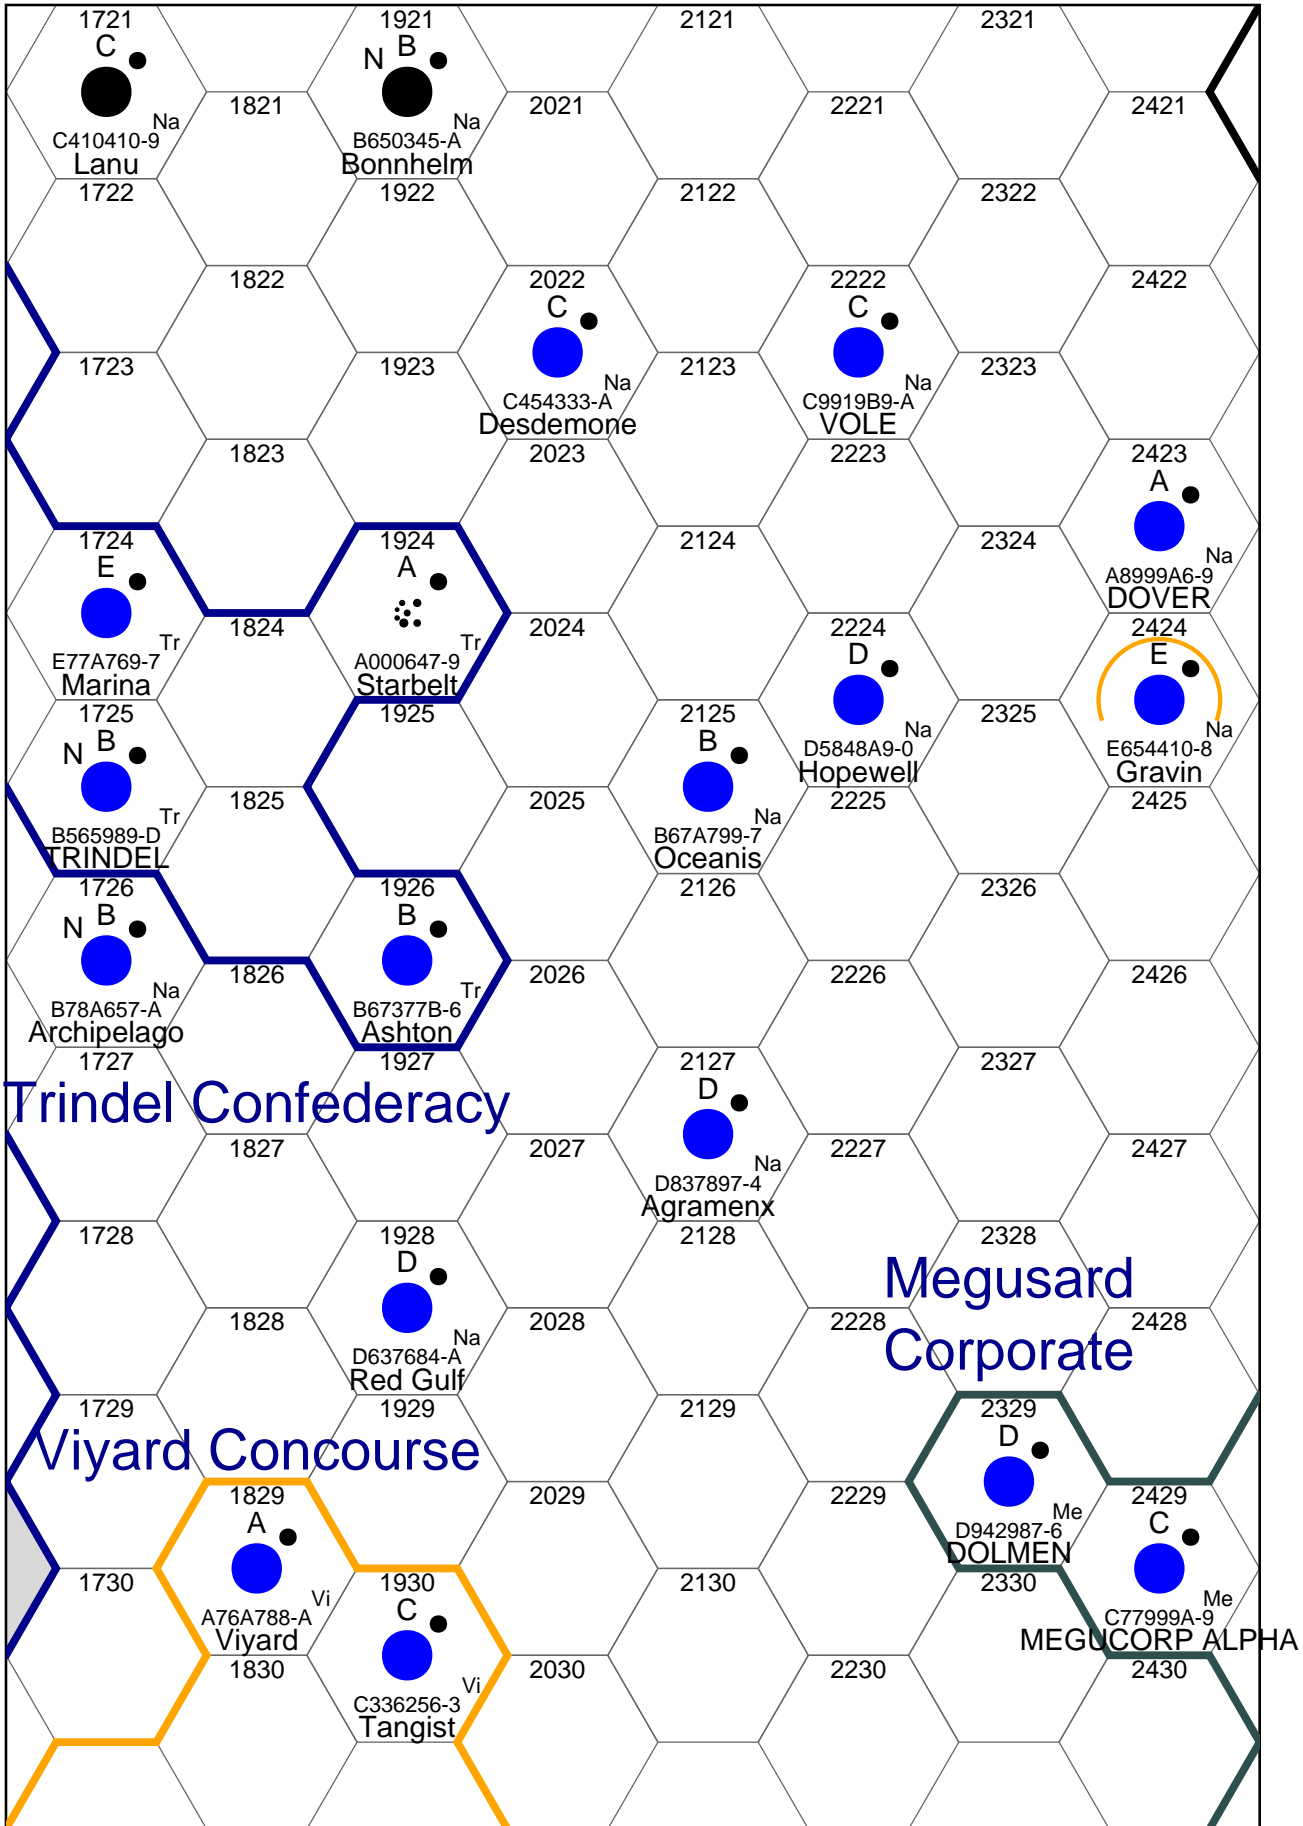 1721 1921 2121 2321
C N B
1821 2021 2221 2421
Na Na
C410410-9 B650345-A
Lanu Bonnhelm
1722 1922 2122 2322
1822 2022 2222 2422
C C
1723 1923 2123 2323
Na Na
C454333-A C9919B9-A
Desdemone VOLE
1823 2023 2223 2423
A
1724 1924 2124 2324
E A
Na
A8999A6-9
DOVER
1824 2024 2224 2424
Tr Tr
D E
E77A769-7 A000647-9
Marina Starbelt
1725 1925 2125 2325
N B B
Na Na
D5848A9-0 E654410-8
Hopewell Gravin
1825 2025 2225 2425
Tr Na
B565989-D B67A799-7
TRINDEL Oceanis
1726 1926 2126 2326
N B B
1826 2026 2226 2426
Na Tr
B78A657-A B67377B-6
Archipelago Ashton
1727 1927 2127 2327
D
Trindel Confederacy
1827 2027 2227 2427
Na
D837897-4
Agramenx
1728 1928 2128 2328
D
Megusard
1828 2028 2228 2428
Na
Corporate
D637684-A
Red Gulf
1729 1929 2129 2329
D
Viyard Concourse
1829 2029 2229 2429
Me
A C
D942987-6
DOLMEN
1730 1930 2130 2330
Vi Me
C
A76A788-A C77999A-9
Viyard MEGUCORP ALPHA
1830 2030 2230 2430
Vi
C336256-3
Tangist